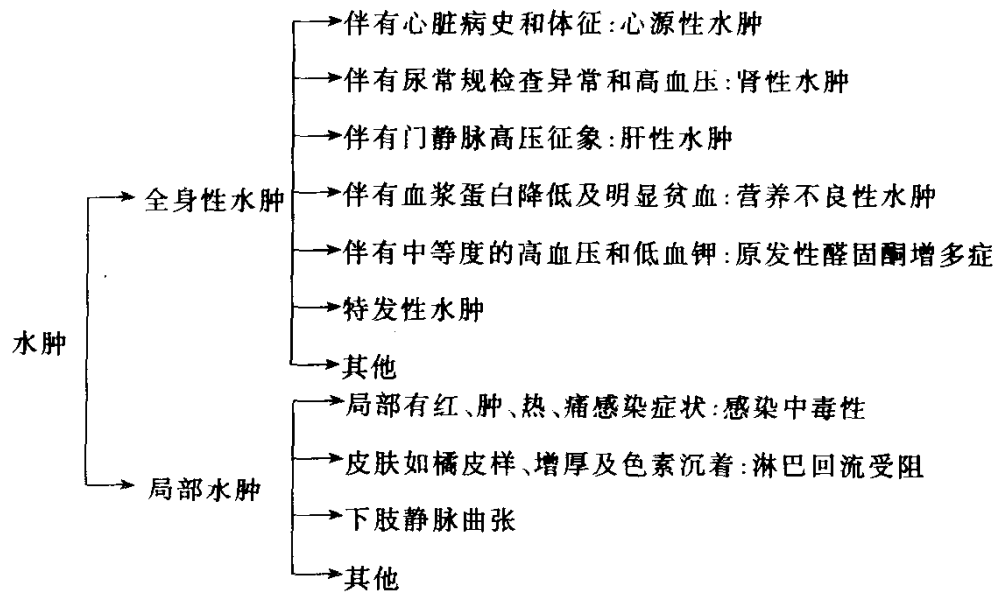 水肿
全身性水肿
伴有心脏病史和体征:心源性水肿
伴有尿常规检查异常和高血压:肾性水肿
伴有门静脉高压征象:肝性水肿
伴有血浆蛋白降低及明显贫血:营养不良性水肿
伴有中等度的高血压和低血钾:原发性醛固酮增多症
特发性水肿
其他
局部水肿
局部有红、肿、热、痛感染症状:感染中毒性
皮肤如橘皮样、增厚及色素沉着:淋巴回流受阻
下肢静脉曲张
其他